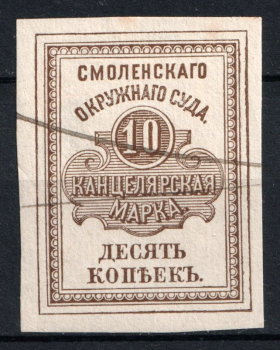 СМОЛЕНСКАГО
ОКРУЖНАГО СУДА.
10
КАНЦЕЛЯРСКАЯ
МАРКА.
ДЕСЯТЬ
КОПѢЕКЪ.